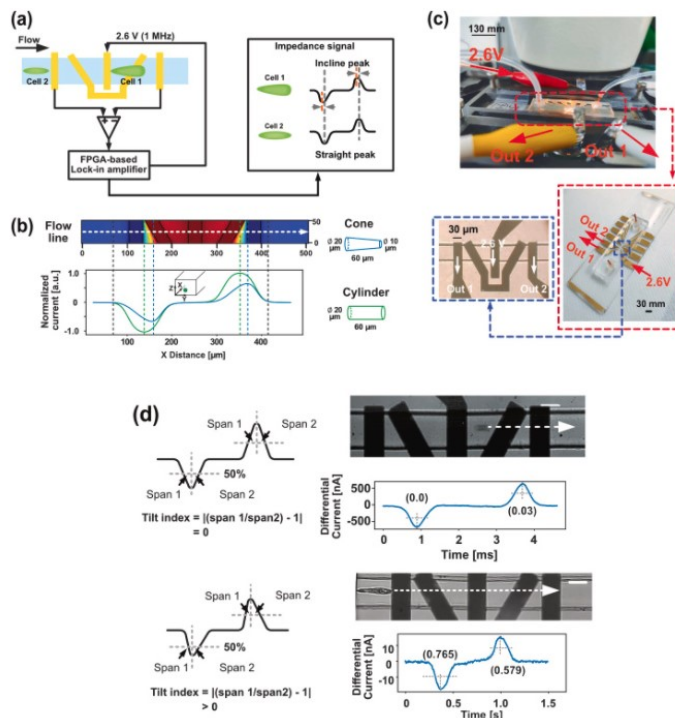 (a)
2.6 V (1 MHz)
Flow
Cell 2
Cell 1
FPGA-based
Lock-in amplifier
Impedance signal
Incline peak
Cell 1
Cell 2
Straight peak
(b)
Flow
line
50
0
0 100 200 300 400 500
Normalized
current [a.u.]
1.0
0
-1.0
Z
X
y
100 200 300 400
X Distance [μm]
Cone
Ø 20
μm
Ø 10
μm
60 μm
Cylinder
Ø 20
μm
60 μm
(c)
130 mm
2.6V
Out 2
Out 1
30 μm
2.6 V
Out 1
Out 2
Out 2
Out 1
2.6V
30 mm
(d)
Span 1 Span 2
50%
Span 1 Span 2
Tilt index = |(span 1/span2) - 1|
= 0
Differential
Current [nA]
500
0
-500
(0.0)
(0.03)
0 1 2 3 4
Time [ms]
Span 1 Span 2
50%
Span 1 Span 2
Tilt index = |(span 1/span2) - 1|
> 0
Differential
Current [nA]
10
0
-10
(0.765)
(0.579)
0.0 0.5 1.0 1.5
Time [s]